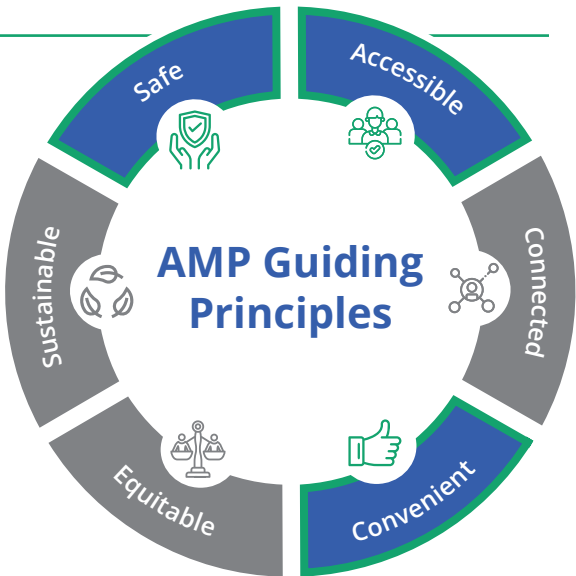 Safe
Accessible
Connected
Convenient
Equitable
Sustainable
AMP Guiding
Principles